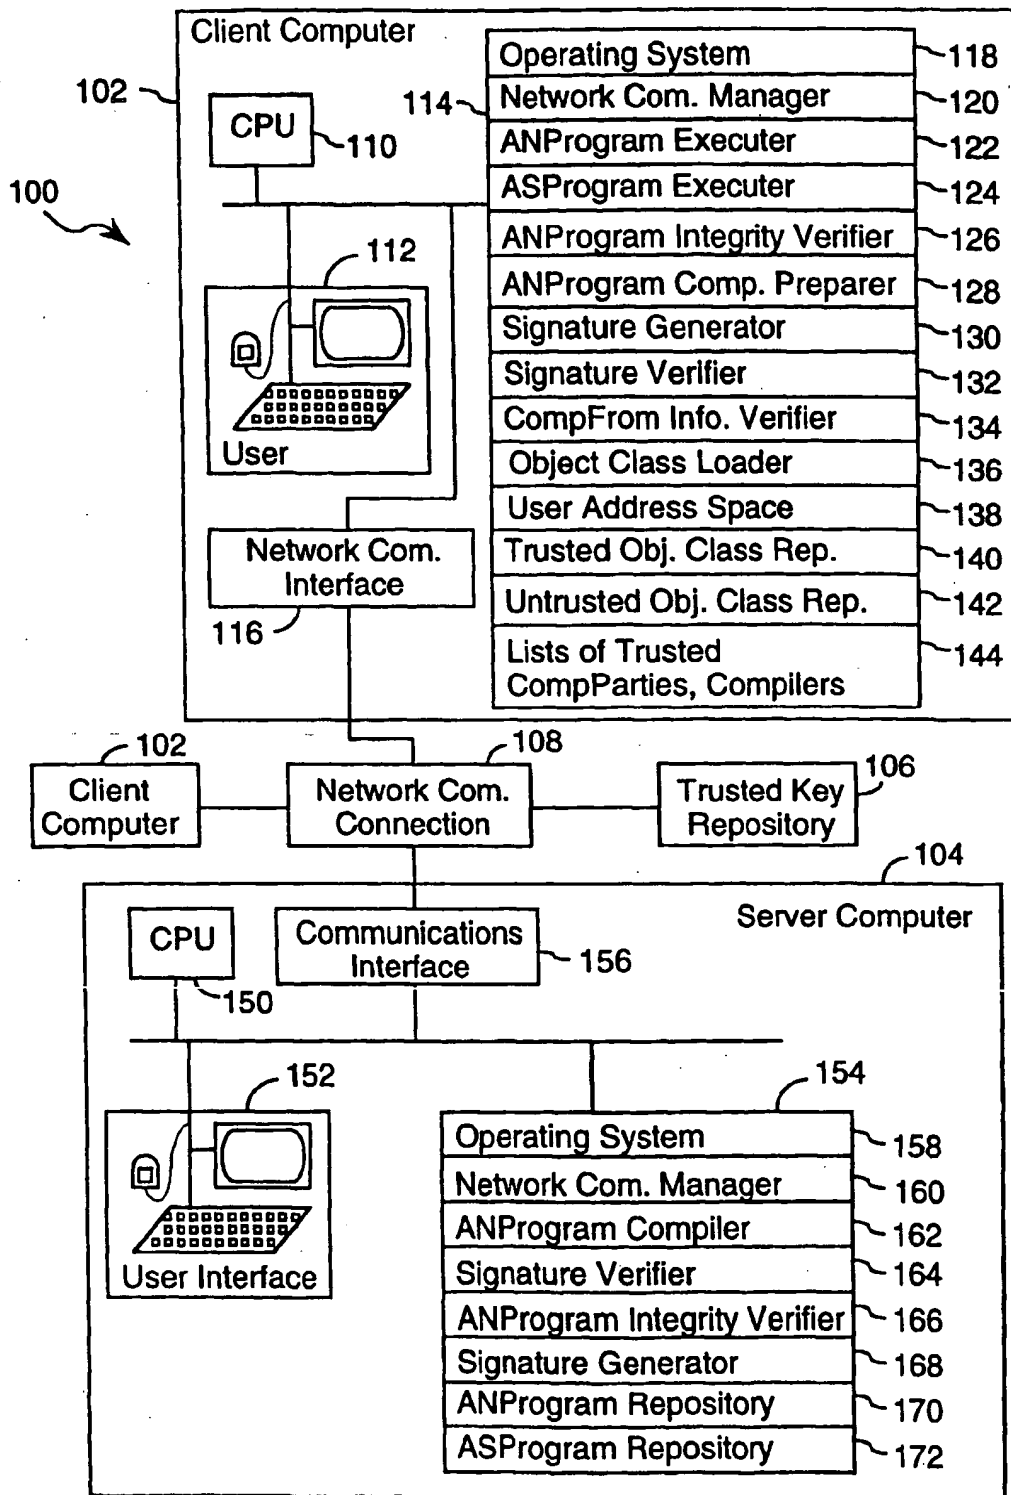 Client Computer
102
CPU
110
100
112
User
Network Com.
Interface
116
114
Operating System 118
Network Com. Manager 120
ANProgram Executer 122
ASProgram Executer 124
ANProgram Integrity Verifier 126
ANProgram Comp. Preparer 128
Signature Generator 130
Signature Verifier 132
CompFrom Info. Verifier 134
Object Class Loader 136
User Address Space 138
Trusted Obj. Class Rep. 140
Untrusted Obj. Class Rep. 142
Lists of Trusted 144
CompParties, Compilers
102
Client
Computer
108
Network Com.
Connection
106
Trusted Key
Repository
104
Server Computer
CPU
150
Communications
Interface
156
152
User Interface
154
Operating System 158
Network Com. Manager 160
ANProgram Compiler 162
Signature Verifier 164
ANProgram Integrity Verifier 166
Signature Generator 168
ANProgram Repository 170
ASProgram Repository 172